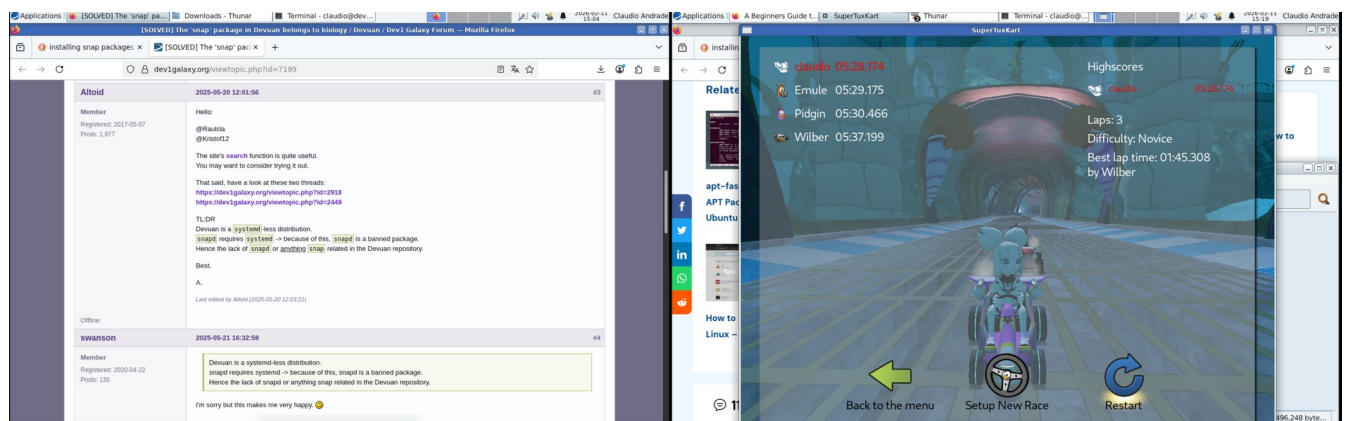 Applications
[SOLVED] The 'snap' pa...
Downloads - Thunar
Terminal - claudio@dev...
2026-02-11
15:04
Claudio Andrade
[SOLVED] The 'snap' package in Devuan belongs to biology / Devuan / Dev1 Galaxy Forum — Mozilla Firefox
installing snap packages
[SOLVED] The 'snap' pac
dev1galaxy.org/viewtopic.php?id=7199
Altoid
2025-05-20 12:01:56
#3
Member
Registered: 2017-05-07
Posts: 1,977
Hello:
@Raulcta
@Kristof12
The site's search function is quite useful.
You may want to consider trying it out.
That said, have a look at these two threads:
https://dev1galaxy.org/viewtopic.php?id=2918
https://dev1galaxy.org/viewtopic.php?id=2449
TL;DR
Devuan is a systemd-less distribution.
snapd requires systemd -> because of this, snapd is a banned package.
Hence the lack of snapd or anything snap related in the Devuan repository.
Best,
A.
Last edited by Altoid (2025-05-20 12:03:21)
Offline
swanson
2025-05-21 16:32:58
#4
Member
Registered: 2020-04-22
Posts: 135
Devuan is a systemd-less distribution.
snapd requires systemd -> because of this, snapd is a banned package.
Hence the lack of snapd or anything snap related in the Devuan repository.
I'm sorry but this makes me very happy.
Applications
A Beginners Guide t...
SuperTuxKart
Thunar
Terminal - claudio@...
2026-02-11
15:19
Claudio Andrade
SuperTuxKart
installin
Relate
apt-fas
APT Pac
Ubuntu
How to
Linux –
11
w to
claudio 05:28.174
Emule 05:29.175
Pidgin 05:30.466
Wilber 05:37.199
Highscores
claudio 05:28.174
Laps: 3
Difficulty: Novice
Best lap time: 01:45.308
by Wilber
Back to the menu
Setup New Race
Restart
496,248 byte...